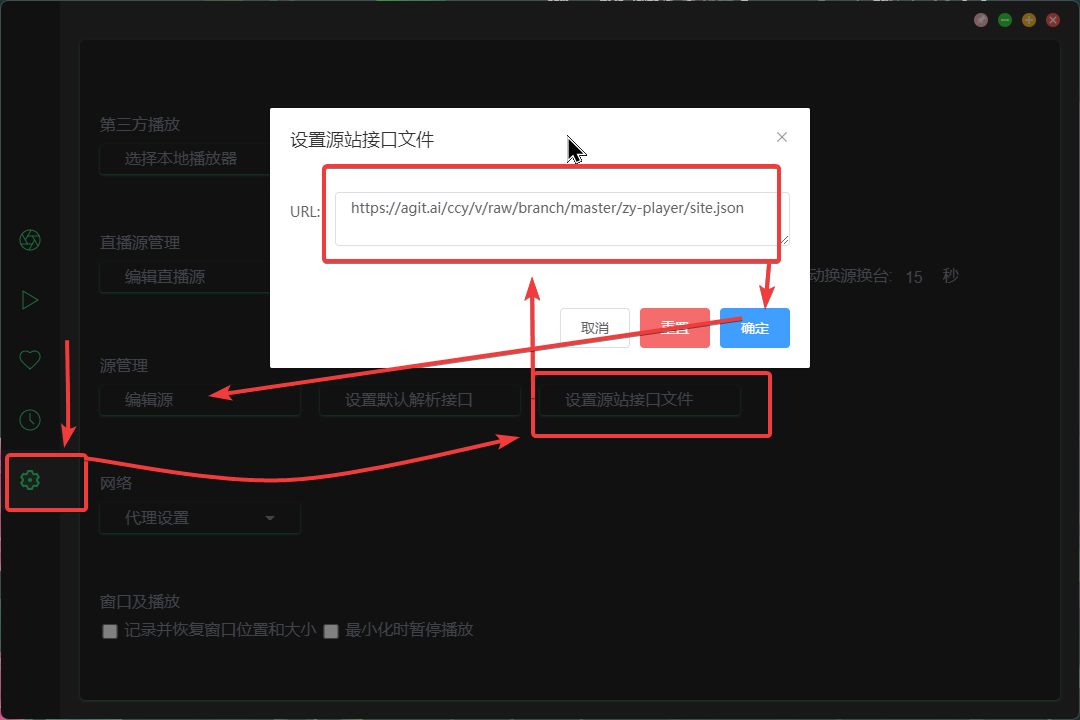 第三方播放
选择本地播放器
设置源站接口文件
URL:
https://agit.ai/ccy/v/raw/branch/master/zy-player/site.json
直播源管理
编辑直播源
动换源换台: 15 秒
取消 重置 确定
源管理
编辑源 设置默认解析接口 设置源站接口文件
网络
代理设置
窗口及播放
记录并恢复窗口位置和大小 最小化时暂停播放